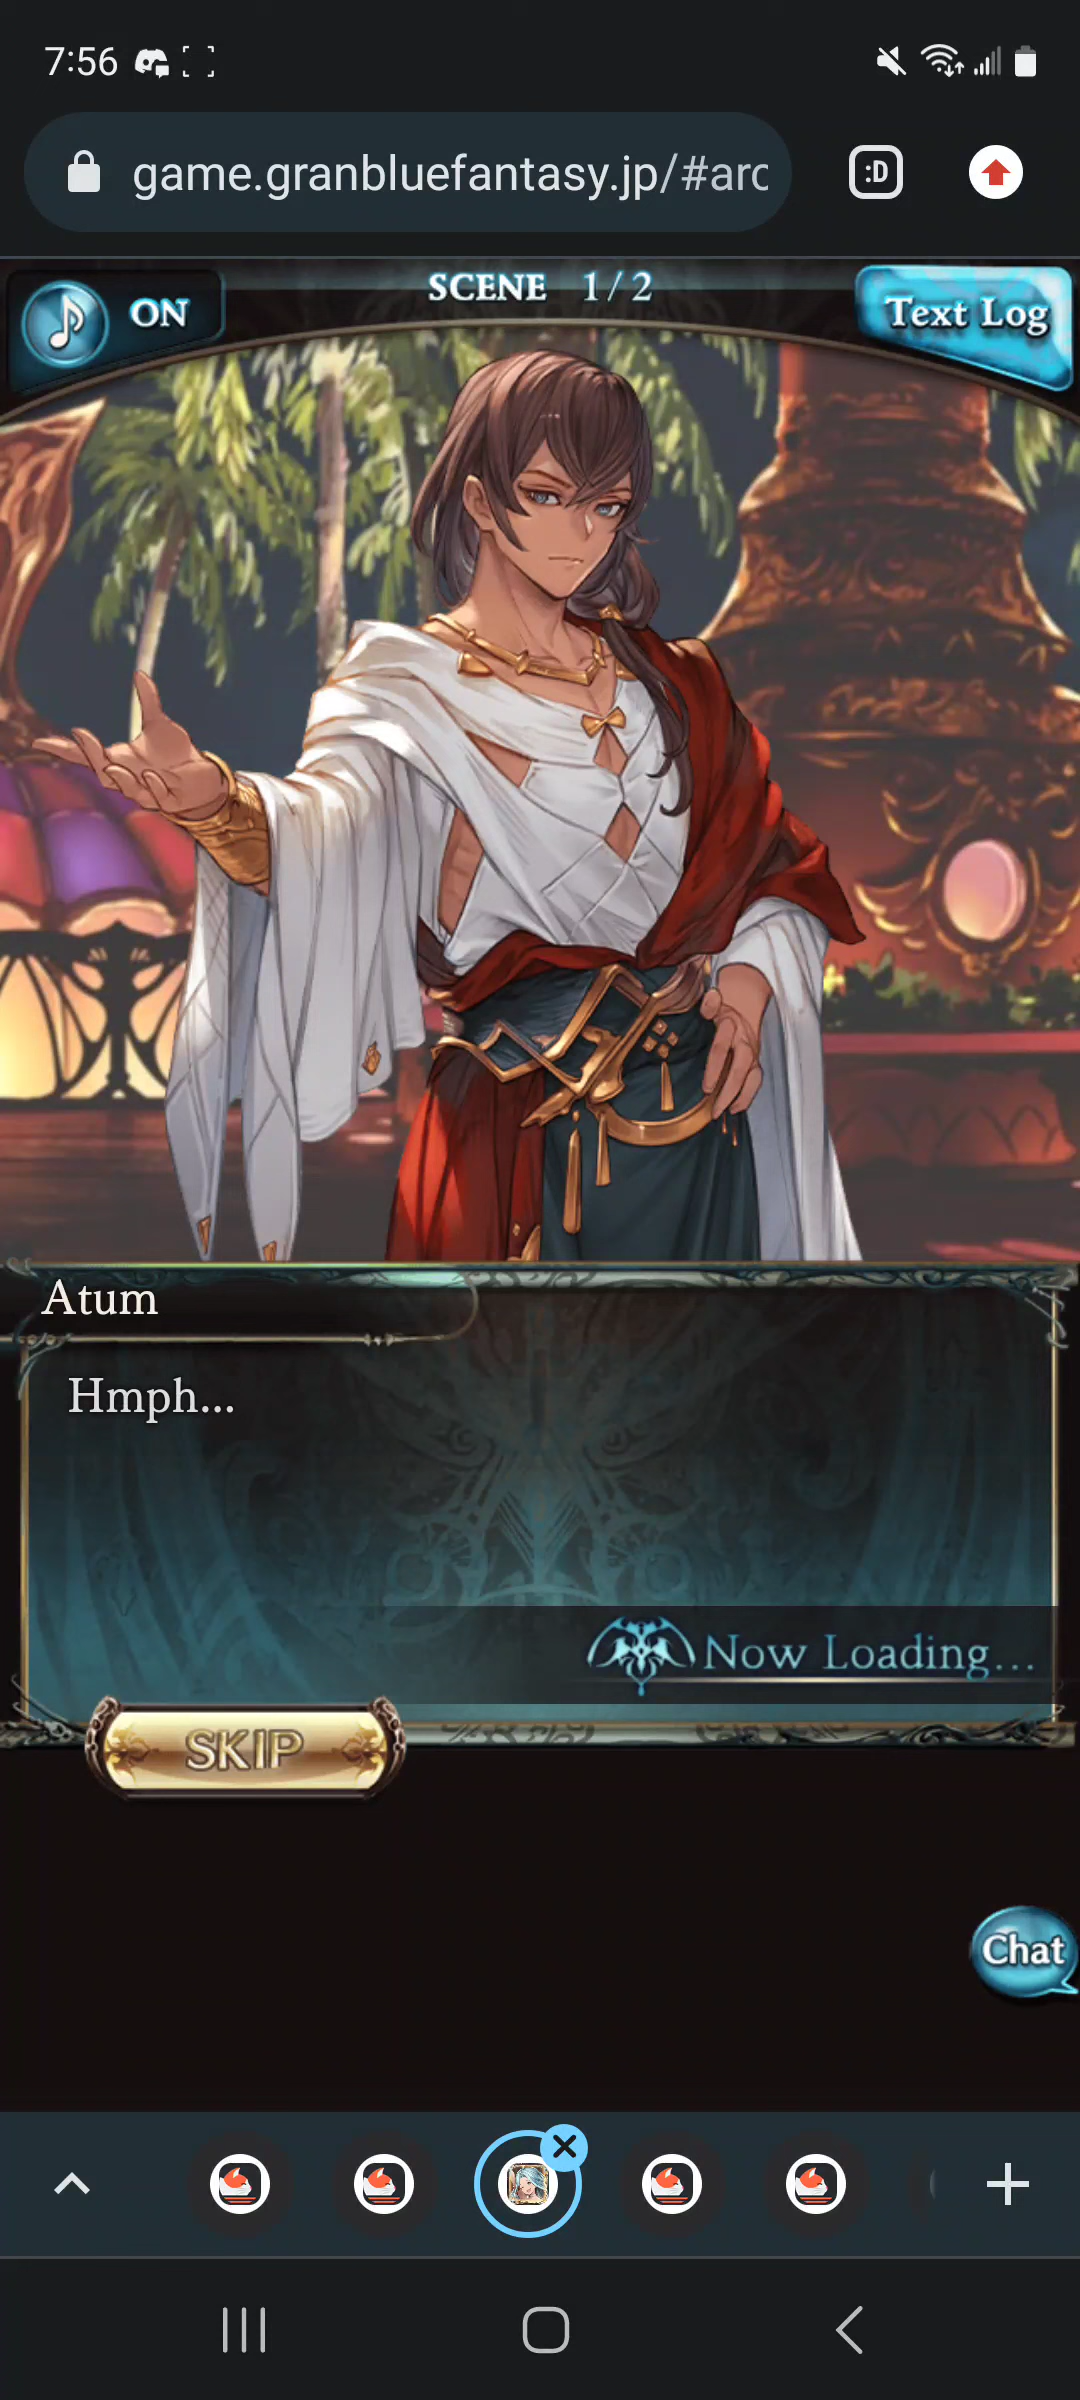 7:56
game.granbluefantasy.jp/#arc
:D
ON
SCENE 1/2
Text Log
Atum
Hmph...
Now Loading...
SKIP
Chat